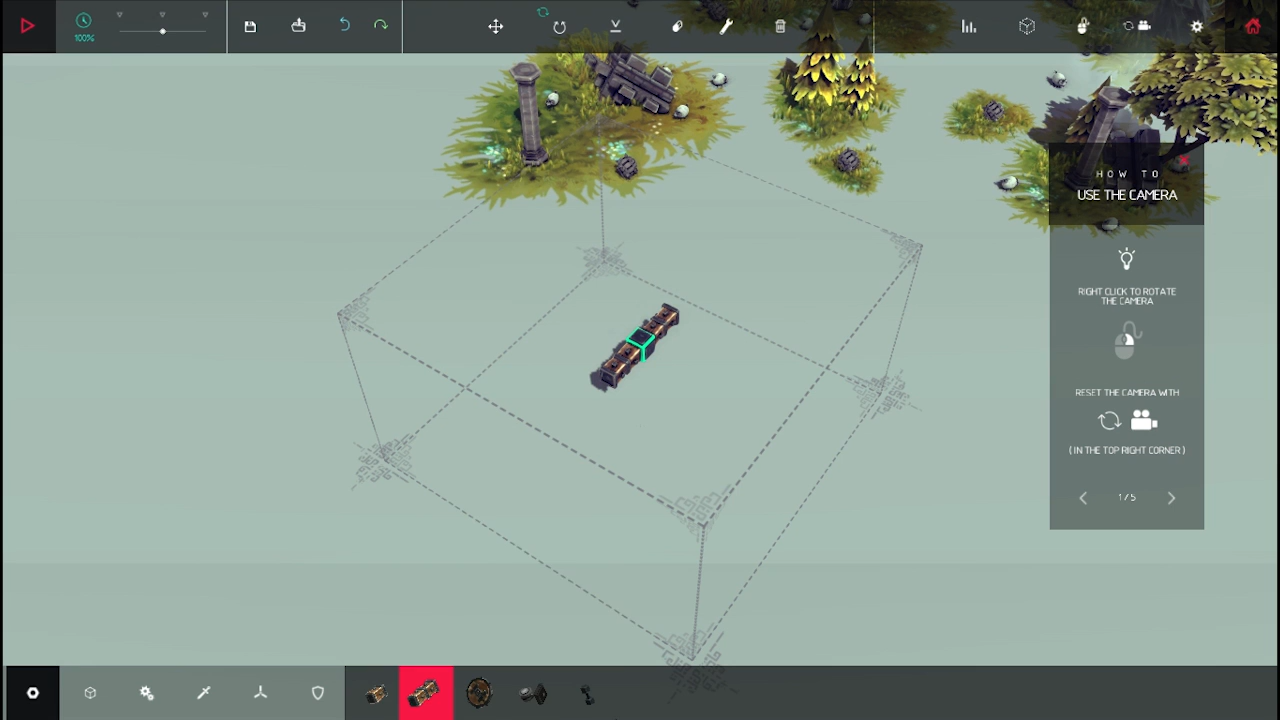 100%
HOW TO
USE THE CAMERA
RIGHT CLICK TO ROTATE
THE CAMERA
RESET THE CAMERA WITH
( IN THE TOP RIGHT CORNER )
1/5